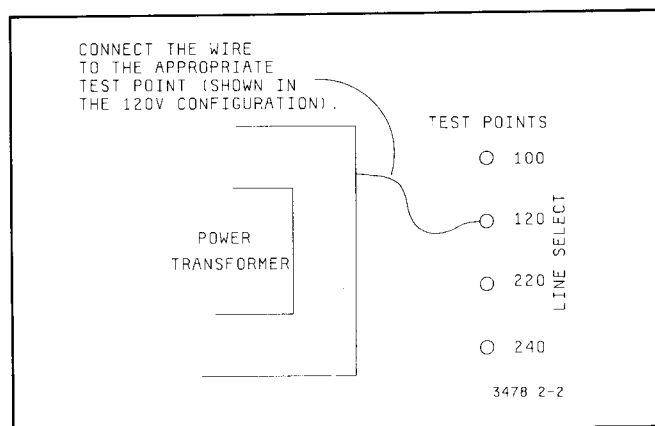 CONNECT THE WIRE
TO THE APPROPRIATE
TEST POINT (SHOWN IN
THE 120V CONFIGURATION).
TEST POINTS
100
120
220
240
LINE SELECT
POWER
TRANSFORMER
3478 2-2